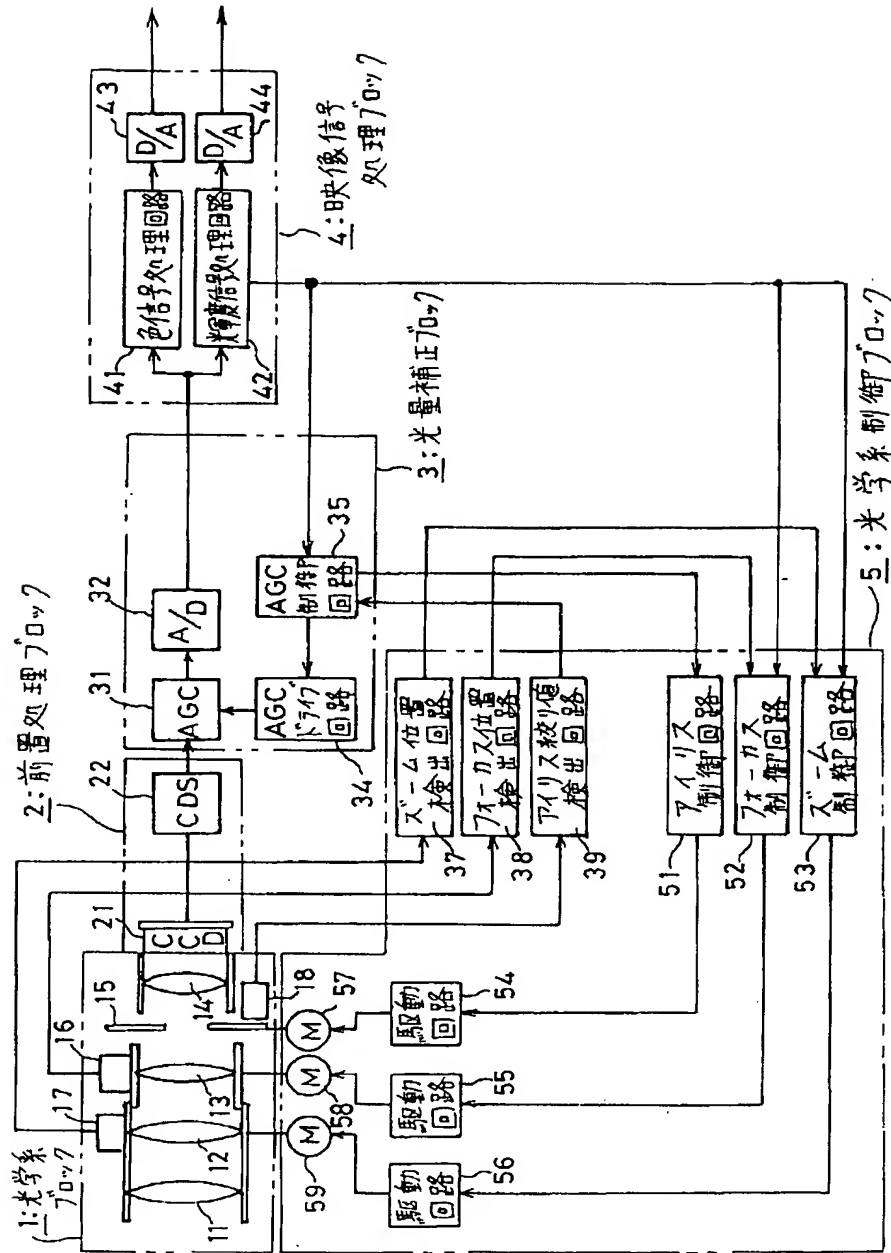 1:光学系
ブロック
2:前置処理ブロック
3:光量補正ブロック
4:映像信号
処理ブロック
5:光学系制御ブロック
11
12
13
14
15
16
17
18
21
CCD
22
CDS
31
AGC
32
A/D
34
AGC
ドライブ
回路
35
AGC
制御
回路
37
ズーム位置
検出回路
38
フォーカス位置
検出回路
39
アイリス絞り値
検出回路
41
色信号処理回路
42
輝度信号処理回路
43
D/A
44
D/A
51
アイリス
制御回路
52
フォーカス
制御回路
53
ズーム
制御回路
54
駆動
回路
55
駆動
回路
56
駆動
回路
57
M
58
M
59
M